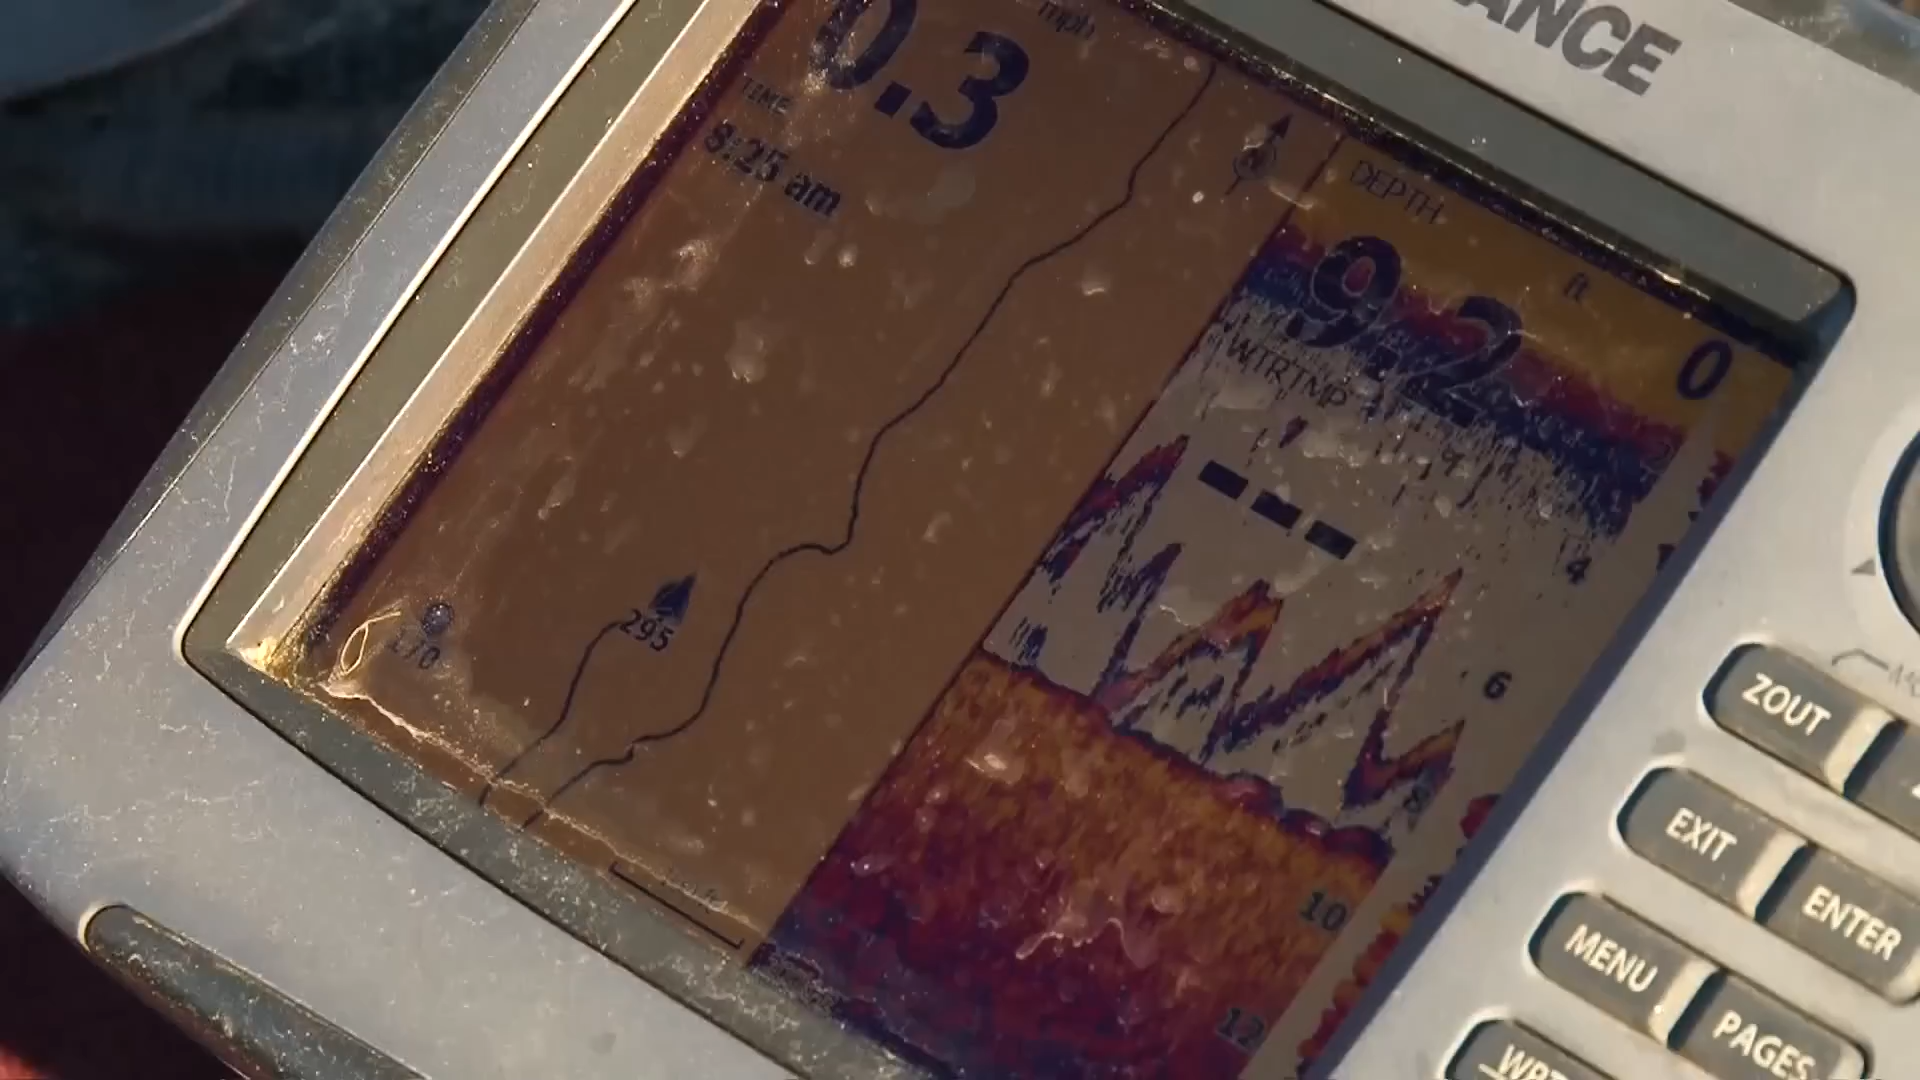 ANCE
mph
0.3
TIME
8:25 am
N
DEPTH
ft
9.2
0
WTRTMP
---
4
6
8
10
12
295
ZOUT
EXIT
ENTER
MENU
PAGES
WPT